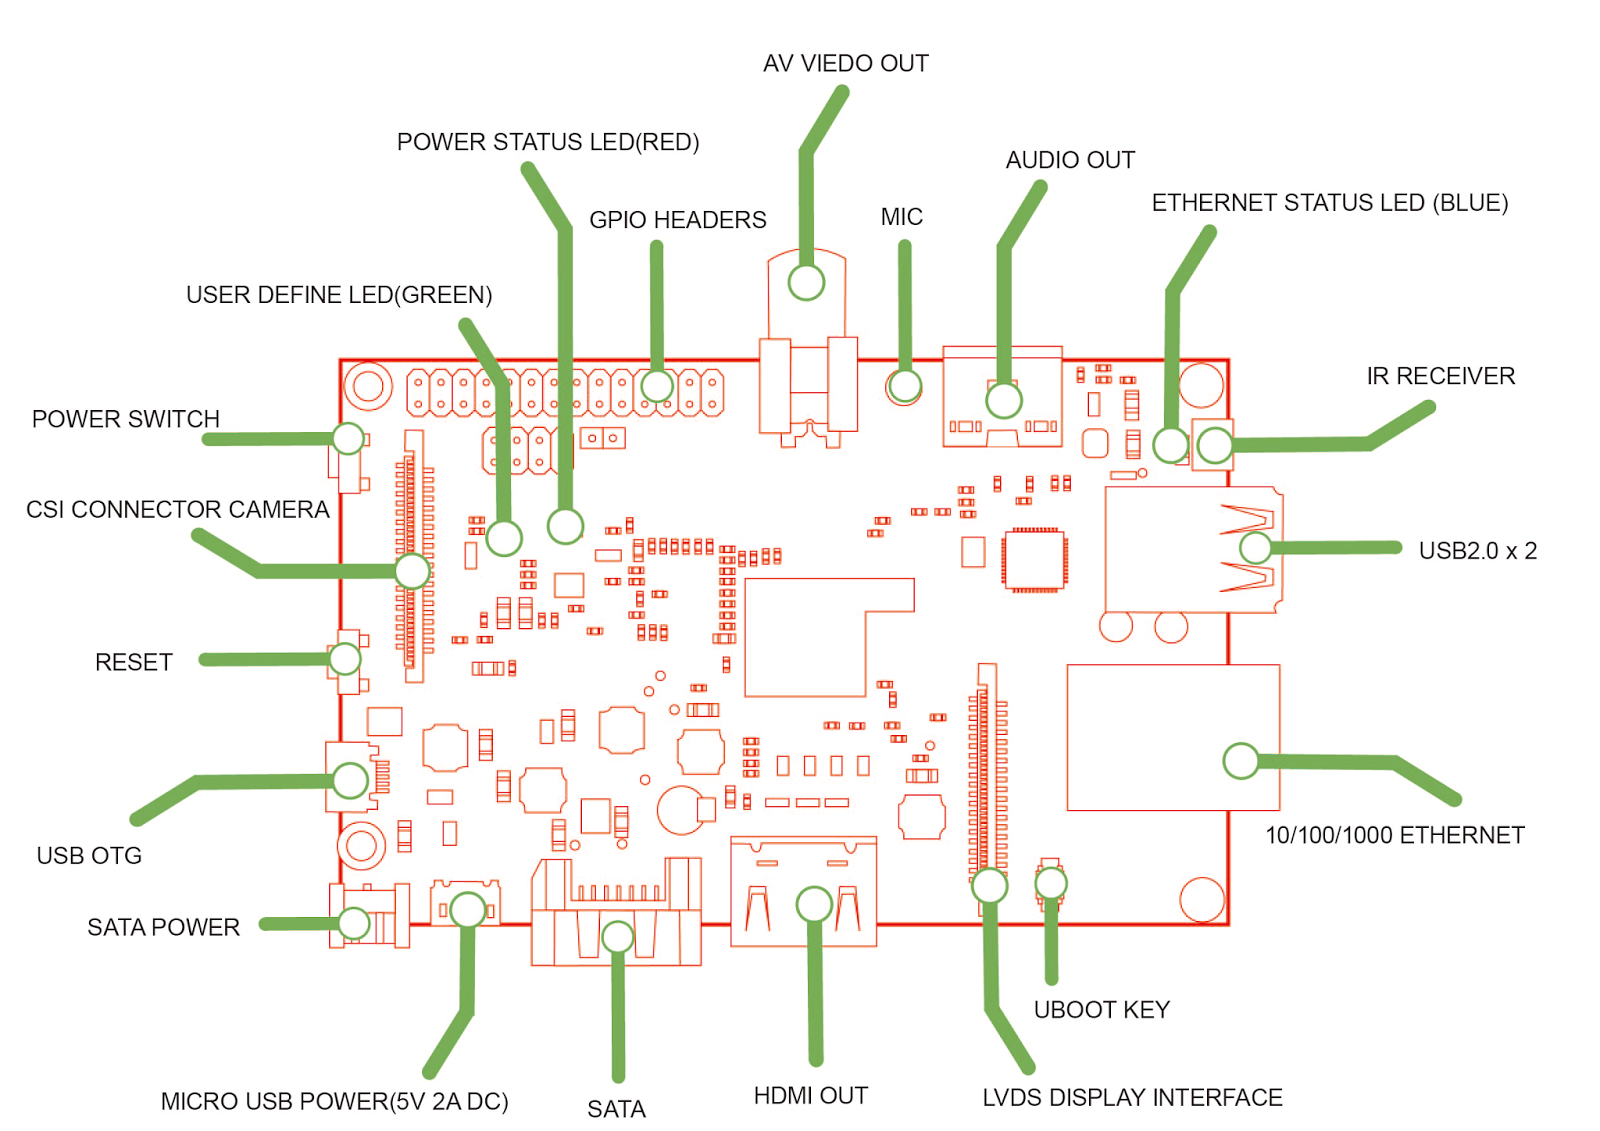 AV VIEDO OUT
POWER STATUS LED(RED)
AUDIO OUT
ETHERNET STATUS LED (BLUE)
GPIO HEADERS
MIC
USER DEFINE LED(GREEN)
IR RECEIVER
POWER SWITCH
CSI CONNECTOR CAMERA
USB2.0 x 2
RESET
10/100/1000 ETHERNET
USB OTG
SATA POWER
UBOOT KEY
MICRO USB POWER(5V 2A DC)
SATA
HDMI OUT
LVDS DISPLAY INTERFACE